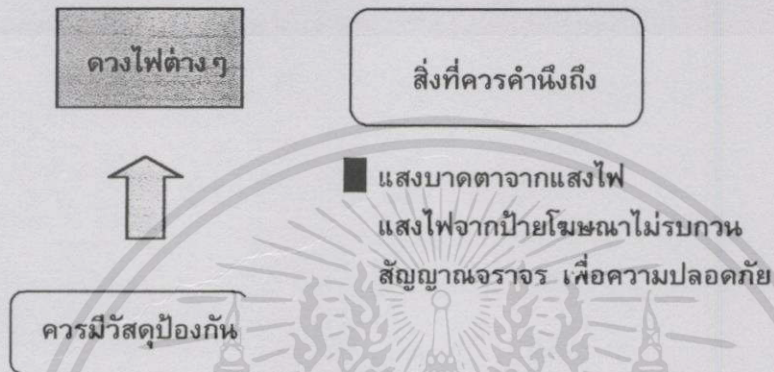 ดวงไฟต่าง ๆ
สิ่งที่ควรคำนึงถึง
แสงบาดตาจากแสงไฟ
แสงไฟจากป้ายโฆษณาไม่รบกวน
สัญญาณจราจร เพื่อความปลอดภัย
ควรมีวัสดุป้องกัน